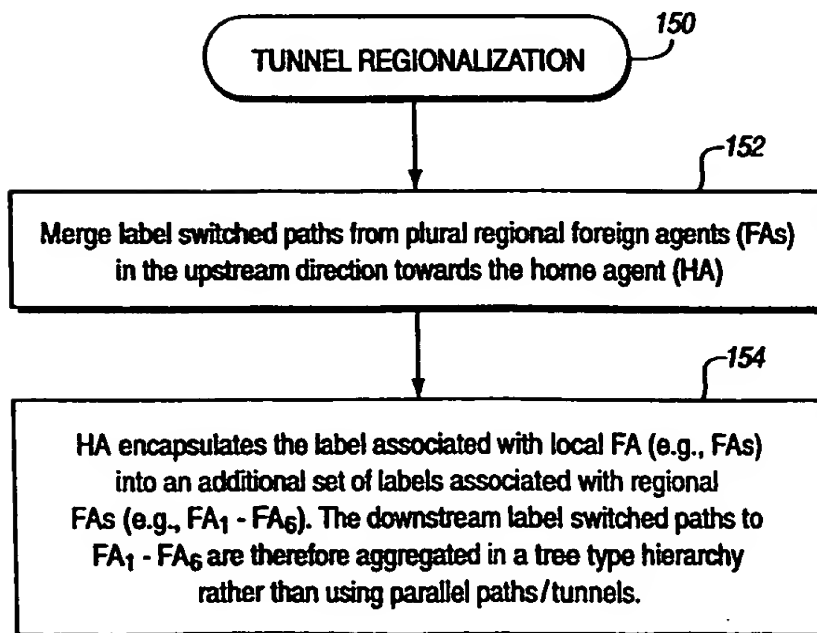 150
TUNNEL REGIONALIZATION
152
Merge label switched paths from plural regional foreign agents (FAs)
in the upstream direction towards the home agent (HA)
154
HA encapsulates the label associated with local FA (e.g., FAs)
into an additional set of labels associated with regional
FAs (e.g., FA₁ - FA₆). The downstream label switched paths to
FA₁ - FA₆ are therefore aggregated in a tree type hierarchy
rather than using parallel paths/tunnels.